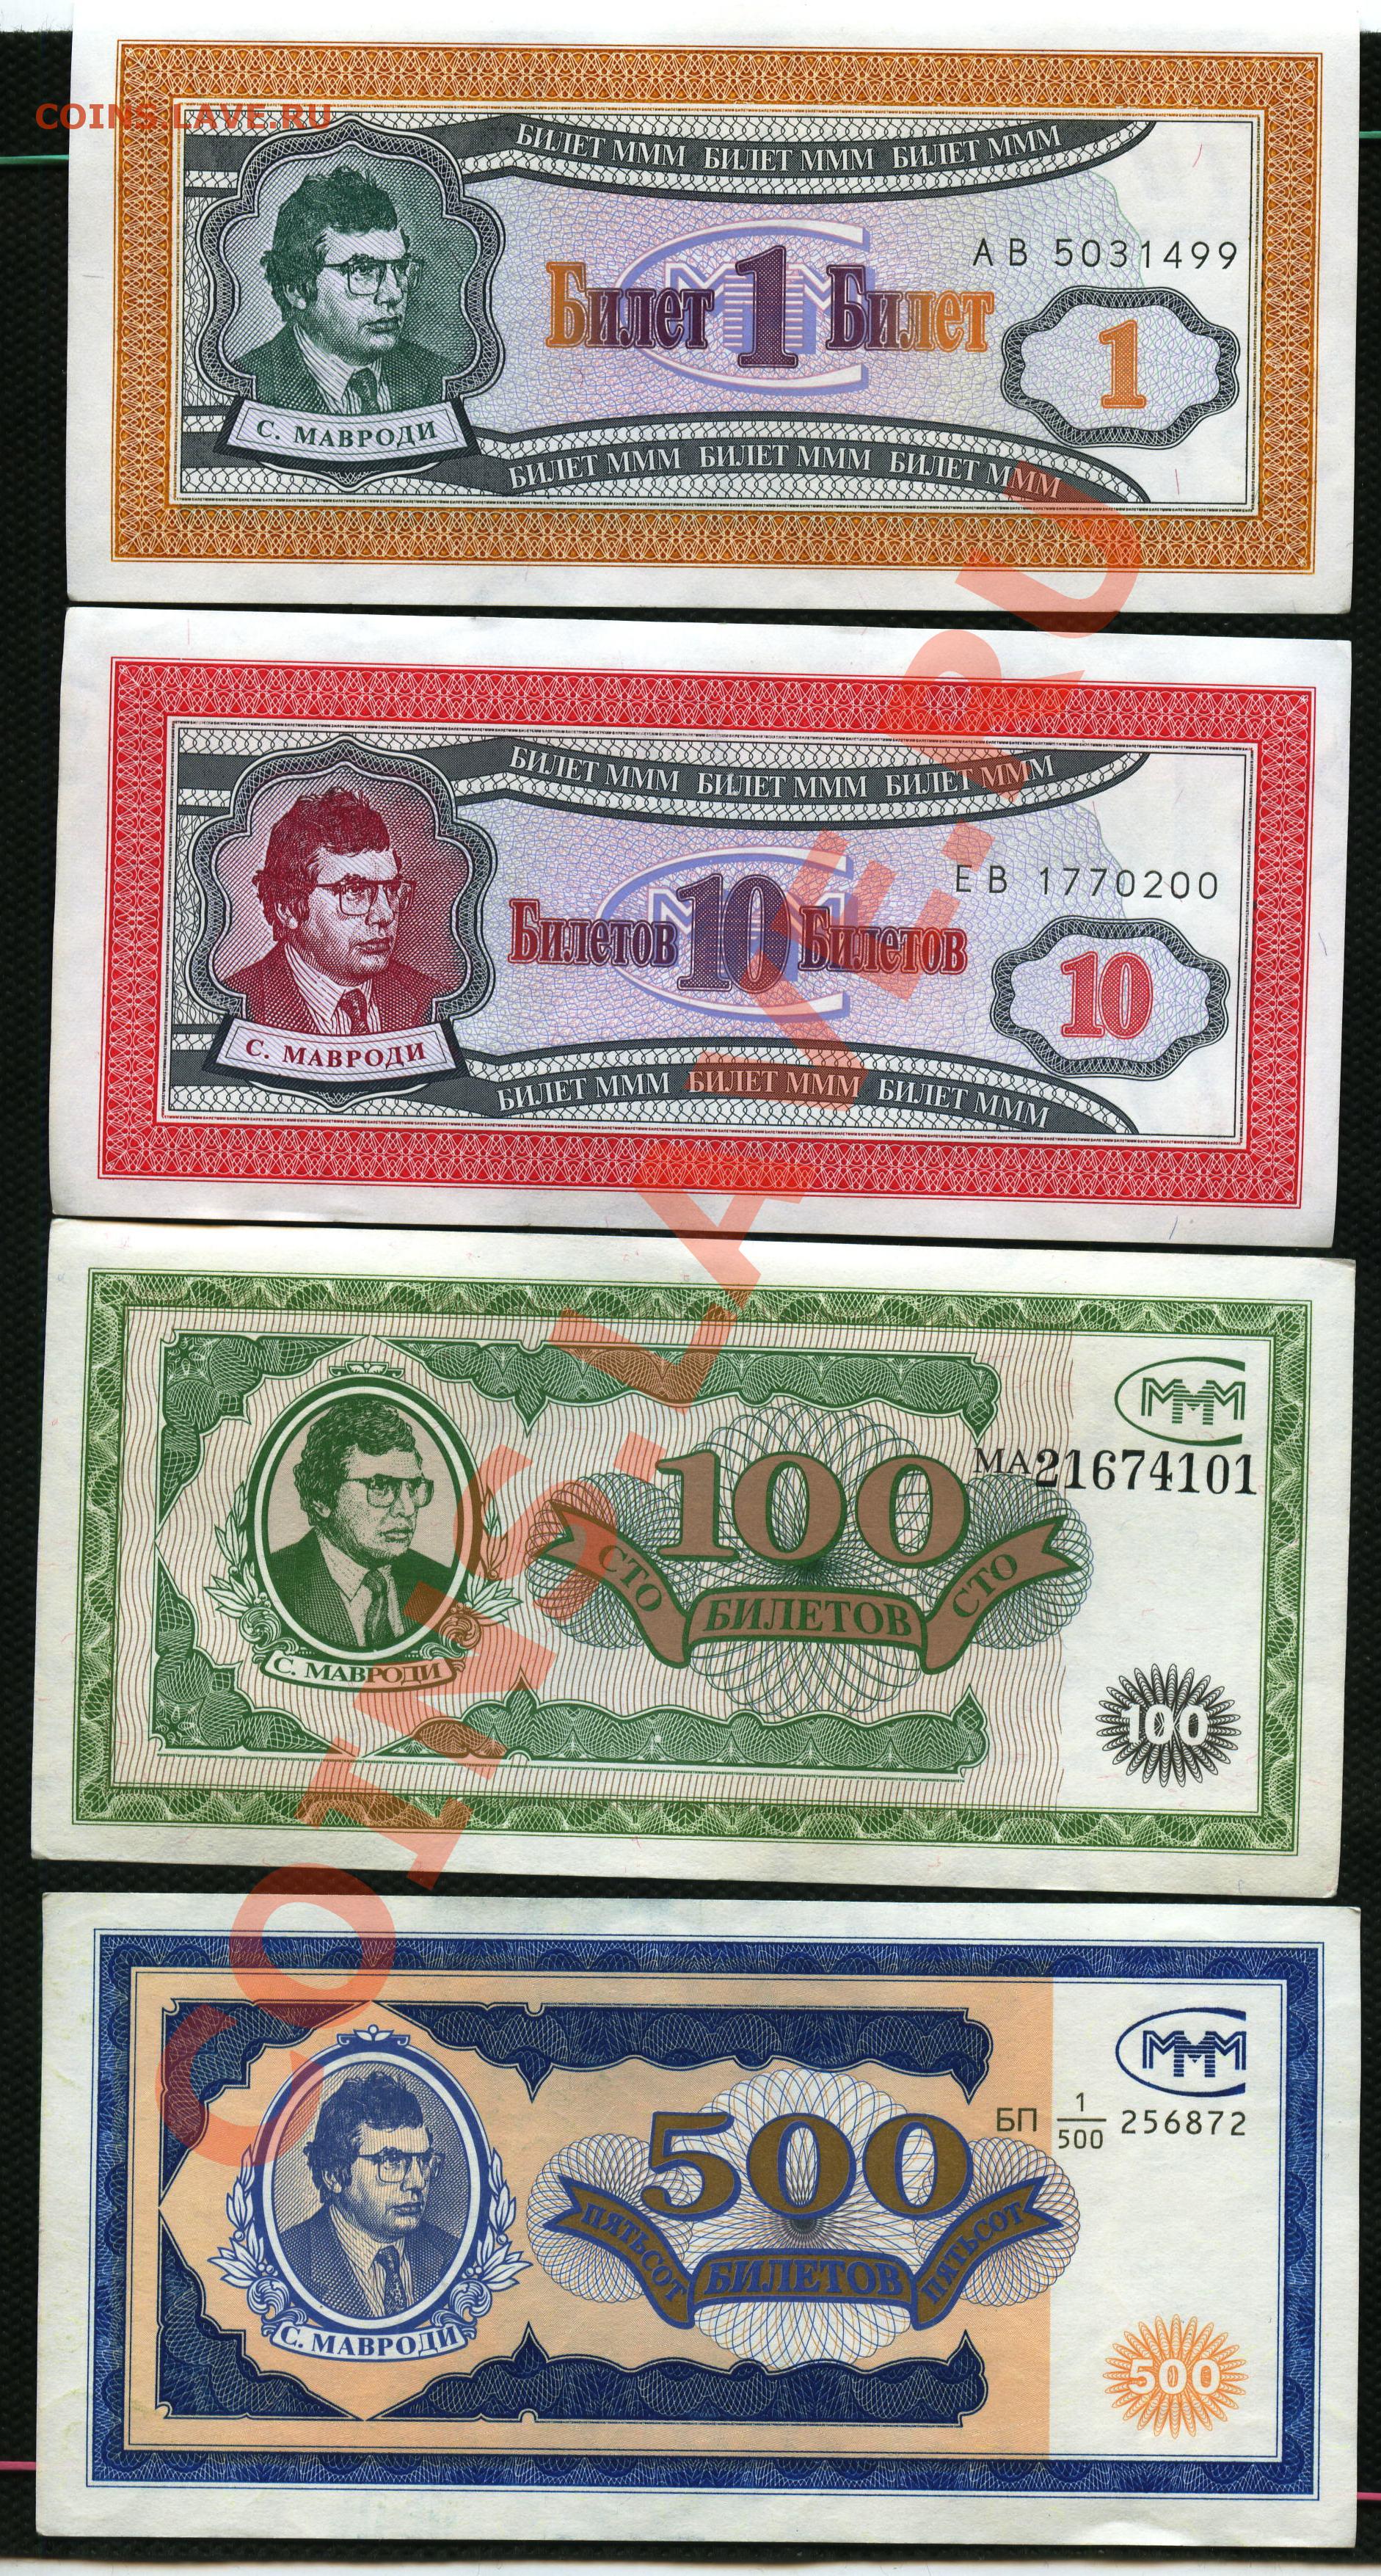 COINS.LAVE.RU
БИЛЕТ МММ БИЛЕТ МММ БИЛЕТ МММ
АВ 5031499
МММ
Билет 1 Билет
1
С. МАВРОДИ
БИЛЕТ МММ БИЛЕТ МММ БИЛЕТ МММ
БИЛЕТ МММ БИЛЕТ МММ БИЛЕТ МММ
ЕВ 1770200
МММ
Билетов 10 Билетов
10
С. МАВРОДИ
БИЛЕТ МММ БИЛЕТ МММ БИЛЕТ МММ
МММ
МА21674101
100
СТО БИЛЕТОВ СТО
С. МАВРОДИ
100
МММ
БП 1/500 256872
500
ПЯТЬСОТ БИЛЕТОВ ПЯТЬСОТ
С. МАВРОДИ
500
COINS.LAVE.RU